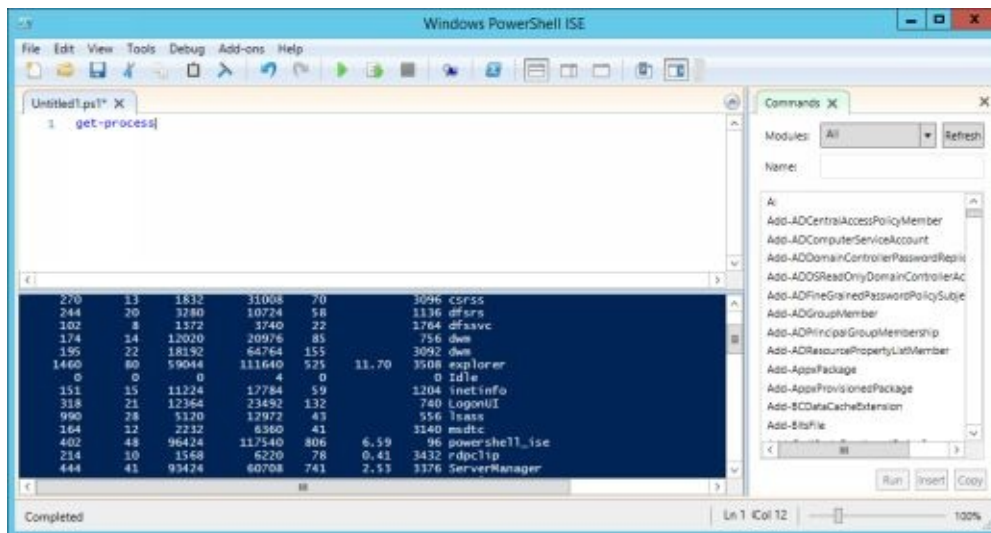 Windows PowerShell ISE
File Edit View Tools Debug Add-ons Help
Untitled1.ps1* X
1 get-process
270 13 1832 31008 70 3096 csrss
244 20 3280 10724 58 1136 dfsrs
102 8 1372 3740 22 1764 dfssvc
174 14 12020 20976 85 756 dwm
195 22 18192 64764 155 3092 dwm
1460 80 59044 111640 525 11.70 3508 explorer
0 0 0 4 0 0 Idle
151 15 11224 17784 59 1204 inetinfo
318 21 12364 23492 132 740 LogonUI
990 28 5120 12972 43 556 lsass
164 12 2232 6360 41 3140 msdtc
402 48 96424 117540 806 6.59 96 powershell_ise
214 10 1568 6220 78 0.41 3432 rdpclip
444 41 93424 60708 741 2.53 3376 ServerManager
Commands X
Modules: All Refresh
Name:
A:
Add-ADCentralAccessPolicyMember
Add-ADComputerServiceAccount
Add-ADDomainControllerPasswordReplic
Add-ADDSReadOnlyDomainControllerAc
Add-ADFineGrainedPasswordPolicySubje
Add-ADGroupMember
Add-ADPrincipalGroupMembership
Add-ADResourcePropertyListMember
Add-AppxPackage
Add-AppxProvisionedPackage
Add-BCDataCacheExtension
Add-BitsFile
Run Insert Copy
Completed
Ln 1 Col 12 100%